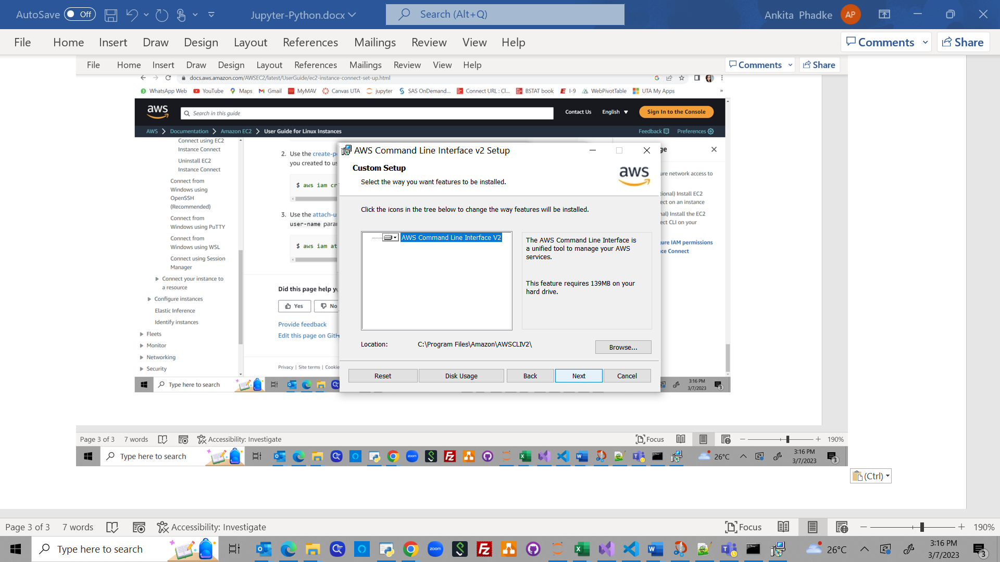 AutoSave Off Jupyter-Python.docx Search (Alt+Q) Ankita Phadke AP
File Home Insert Draw Design Layout References Mailings Review View Help Comments Share
File Home Insert Draw Design Layout References Mailings Review View Help Comments Share
docs.aws.amazon.com/AWSEC2/latest/UserGuide/ec2-instance-connect-set-up.html
WhatsApp Web YouTube Maps Gmail MyMAV Canvas UTA jupyter SAS OnDemand... Connect URL : Cl... BSTAT book I-9 WebPivotTable UTA My Apps »
aws Search in this guide Contact Us English Sign In to the Console
AWS Documentation Amazon EC2 User Guide for Linux Instances Feedback Preferences
Connect using EC2
Instance Connect
Uninstall EC2
Instance Connect
Connect from
Windows using
OpenSSH
(Recommended)
Connect from
Windows using PuTTY
Connect from
Windows using WSL
Connect using Session
Manager
Connect your instance to
a resource
Configure instances
Elastic Inference
Identify instances
Fleets
Monitor
Networking
Security
2. Use the create-p
you created to us
$ aws iam cr
3. Use the attach-u
user-name parar
$ aws iam at
Did this page help y
Yes No
Provide feedback
Edit this page on GitH
Privacy | Site terms | Cookie
AWS Command Line Interface v2 Setup
Custom Setup
Select the way you want features to be installed.
aws
Click the icons in the tree below to change the way features will be installed.
AWS Command Line Interface V2
The AWS Command Line Interface is
a unified tool to manage your AWS
services.
This feature requires 139MB on your
hard drive.
Location: C:\Program Files\Amazon\AWSCLIV2\ Browse...
Reset Disk Usage Back Next Cancel
ge
ure network access to
ional) Install EC2
ect on an instance
nal) Install the EC2
ect CLI on your
ure IAM permissions
ce Connect
Type here to search 3:16 PM
3/7/2023 3
Page 3 of 3 7 words Accessibility: Investigate Focus 190%
Type here to search zoom 26°C 3:16 PM
3/7/2023 3
(Ctrl)
Page 3 of 3 7 words Accessibility: Investigate Focus 190%
Type here to search zoom 26°C 3:16 PM
3/7/2023 3